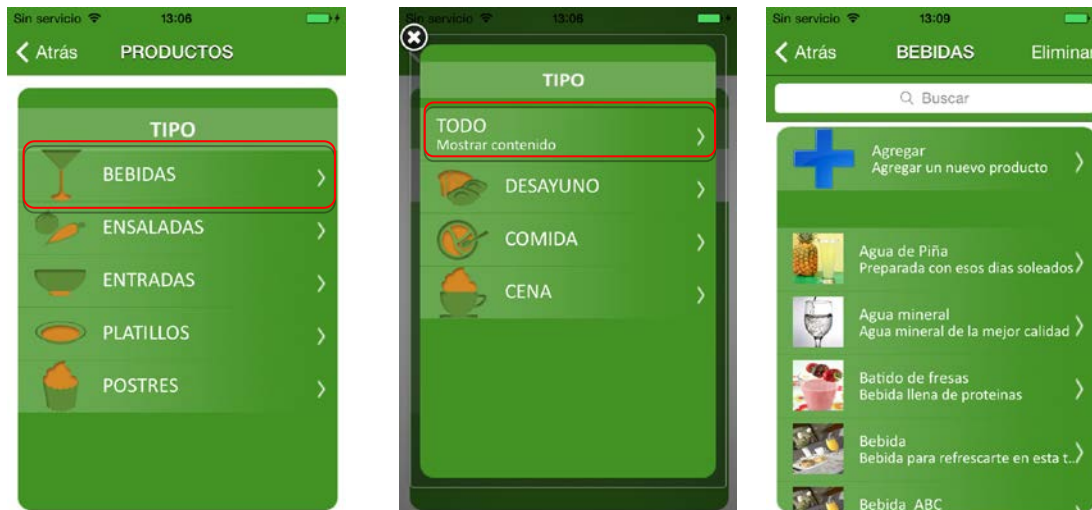 Sin servicio 13:06
Atrás PRODUCTOS
TIPO
BEBIDAS
ENSALADAS
ENTRADAS
PLATILLOS
POSTRES
Sin servicio 13:06
TIPO
TODO
Mostrar contenido
DESAYUNO
COMIDA
CENA
Sin servicio 13:09
Atrás BEBIDAS Eliminar
Buscar
Agregar
Agregar un nuevo producto
Agua de Piña
Preparada con esos dias soleados
Agua mineral
Agua mineral de la mejor calidad
Batido de fresas
Bebida llena de proteinas
Bebida
Bebida para refrescarte en esta t...
Bebida ABC